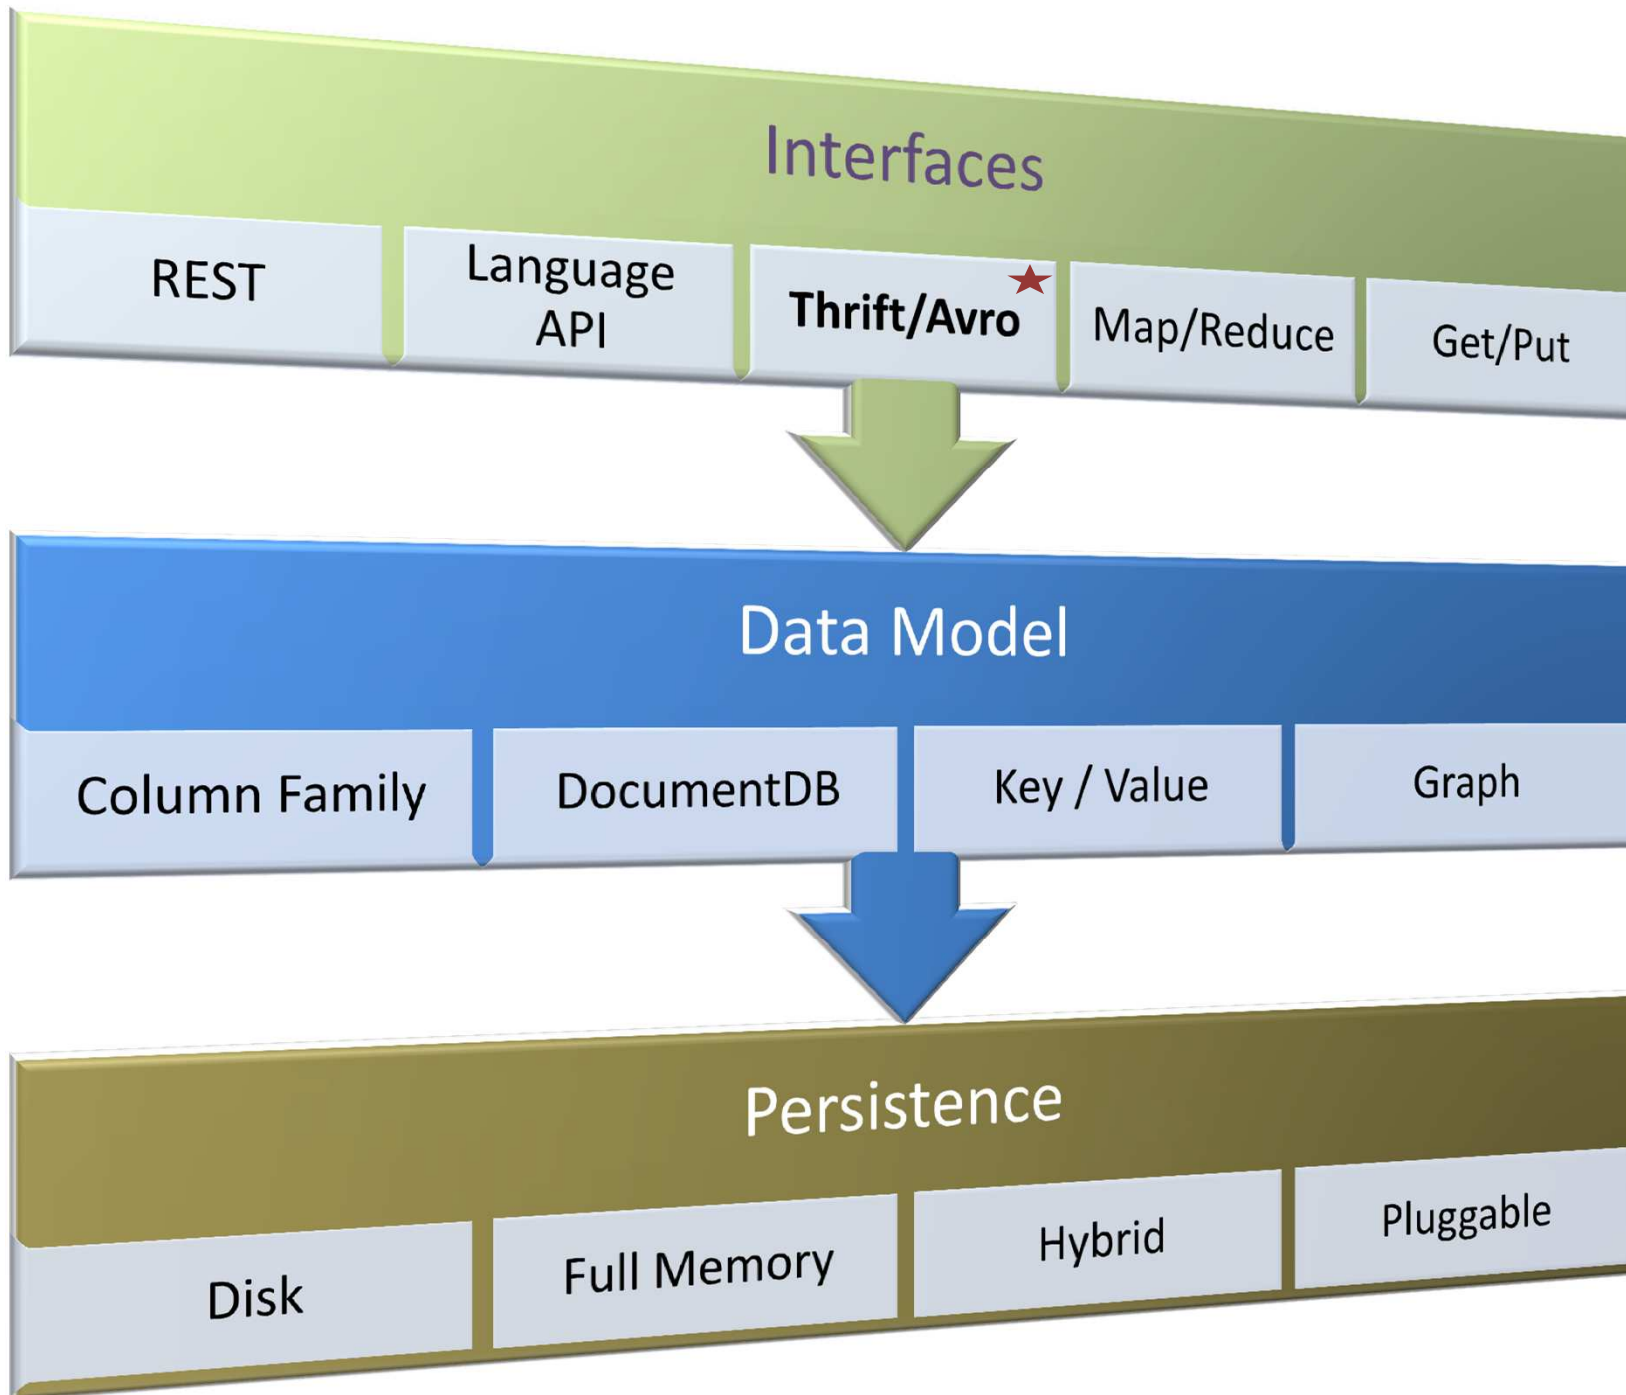 Interfaces
REST
Language
API
Thrift/Avro
Map/Reduce
Get/Put
Data Model
Column Family
DocumentDB
Key / Value
Graph
Persistence
Disk
Full Memory
Hybrid
Pluggable